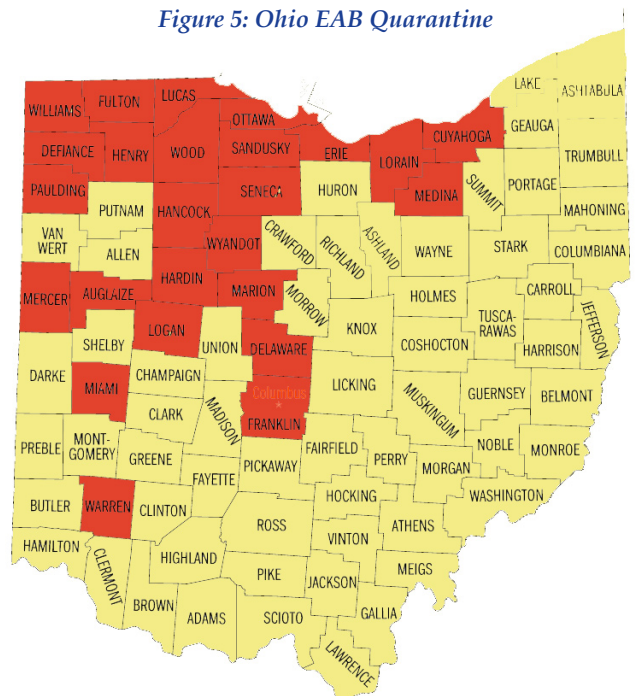 Figure 5: Ohio EAB Quarantine
LAKE
ASHTABULA
LUCAS
FULTON
WILLIAMS
OTTAWA
GEAUGA
CUYAHOGA
DEFIANCE
HENRY
WOOD
SANDUSKY
ERIE
LORAIN
TRUMBULL
PAULDING
SENECA
HURON
MEDINA
SUMMIT
PORTAGE
PUTNAM
HANCOCK
MAHONING
VAN
WERT
ALLEN
WYANDOT
CRAWFORD
RICHLAND
ASHLAND
WAYNE
STARK
COLUMBIANA
MERCER
AUGLAIZE
HARDIN
MARION
MORROW
HOLMES
CARROLL
JEFFERSON
LOGAN
SHELBY
UNION
DELAWARE
KNOX
COSHOCTON
TUSCA-
RAWAS
HARRISON
DARKE
MIAMI
CHAMPAIGN
Columbus
LICKING
MUSKINGUM
GUERNSEY
BELMONT
CLARK
MADISON
FRANKLIN
PREBLE
MONT-
GOMERY
GREENE
FAYETTE
PICKAWAY
FAIRFIELD
PERRY
MORGAN
NOBLE
MONROE
BUTLER
WARREN
CLINTON
HOCKING
WASHINGTON
ROSS
ATHENS
VINTON
HAMILTON
CLERMONT
HIGHLAND
PIKE
JACKSON
MEIGS
BROWN
ADAMS
SCIOTO
GALLIA
LAWRENCE